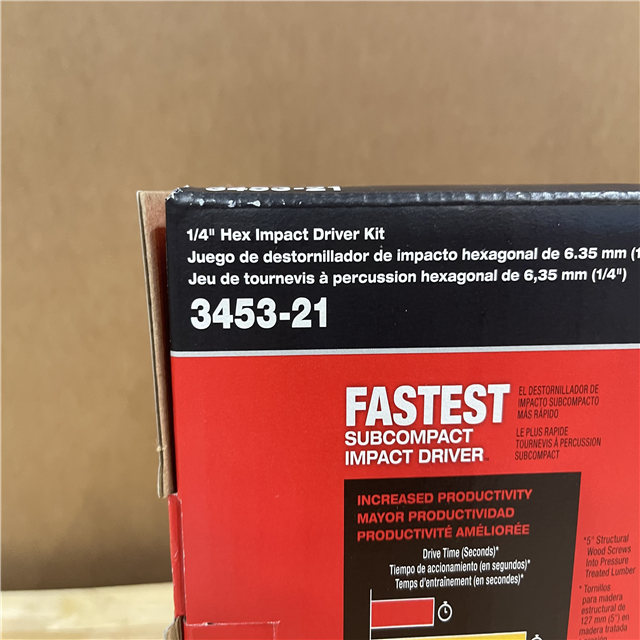 3453-21
1/4" Hex Impact Driver Kit
Juego de destornillador de impacto hexagonal de 6.35 mm (1
Jeu de tournevis à percussion hexagonal de 6,35 mm (1/4")
3453-21
FASTEST
SUBCOMPACT
IMPACT DRIVER™
EL DESTORNILLADOR DE
IMPACTO SUBCOMPACTO
MÁS RÁPIDO
LE PLUS RAPIDE
TOURNEVIS À PERCUSSION
SUBCOMPACT
INCREASED PRODUCTIVITY
MAYOR PRODUCTIVIDAD
PRODUCTIVITÉ AMÉLIORÉE
Drive Time (Seconds)*
Tiempo de accionamiento (en segundos)*
Temps d'entraînement (en secondes)*
*5" Structural
Wood Screws
Into Pressure
Treated Lumber
*Tornillos
para madera
estructural de
127 mm (5") en
madera tratada